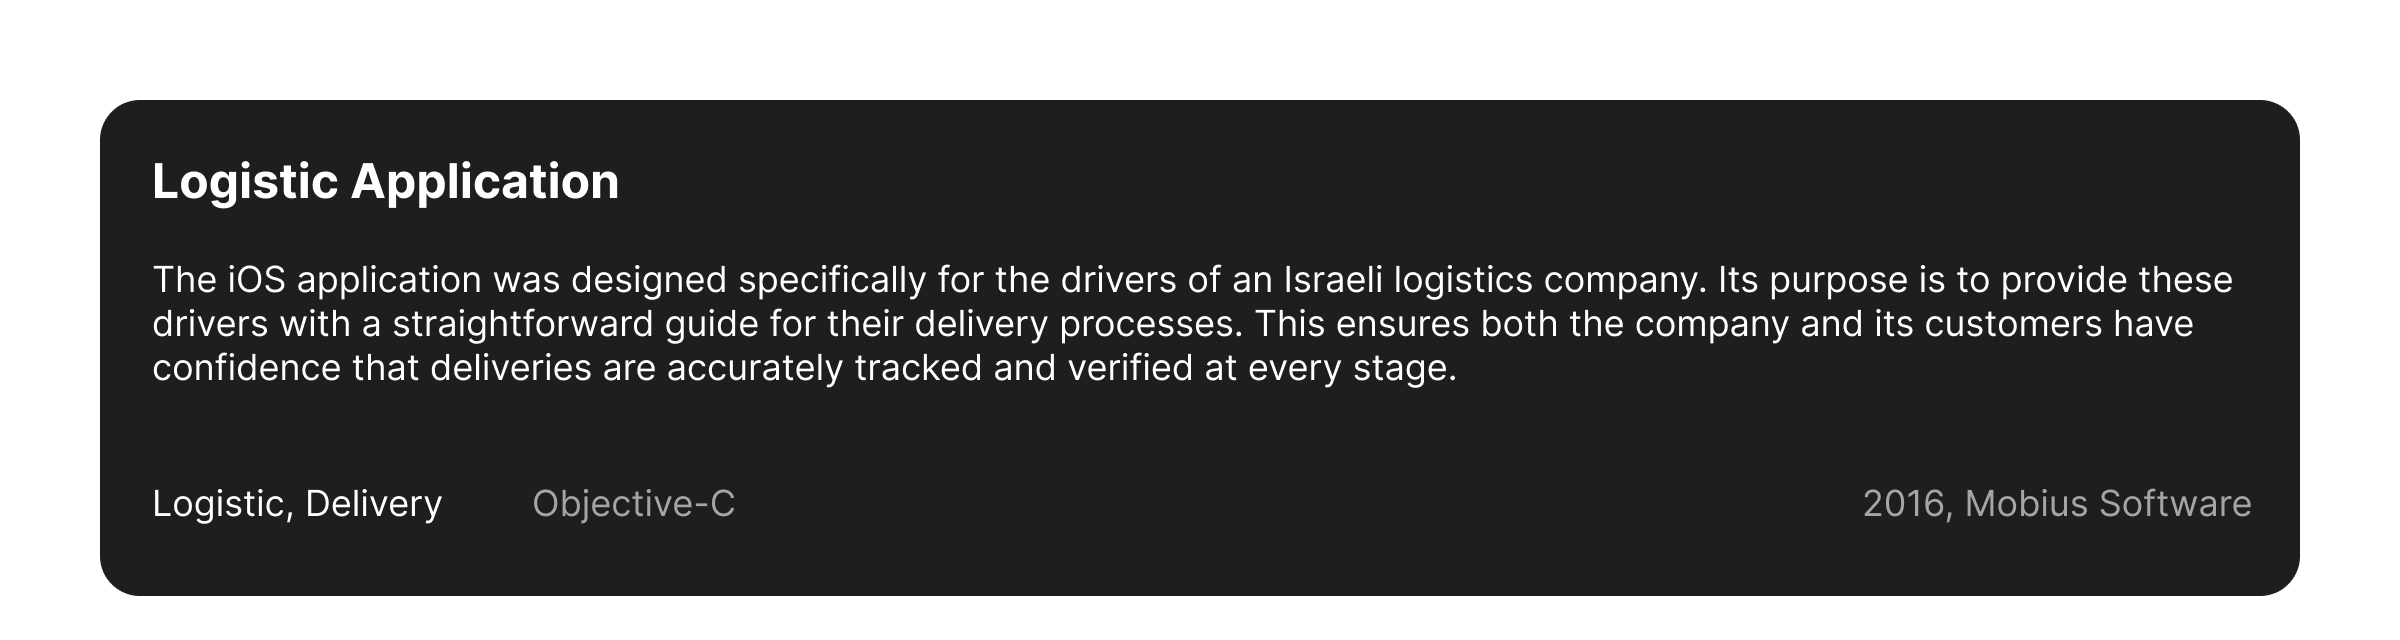 Logistic Application
The iOS application was designed specifically for the drivers of an Israeli logistics company. Its purpose is to provide these
drivers with a straightforward guide for their delivery processes. This ensures both the company and its customers have
confidence that deliveries are accurately tracked and verified at every stage.
Logistic, Delivery Objective-C 2016, Mobius Software